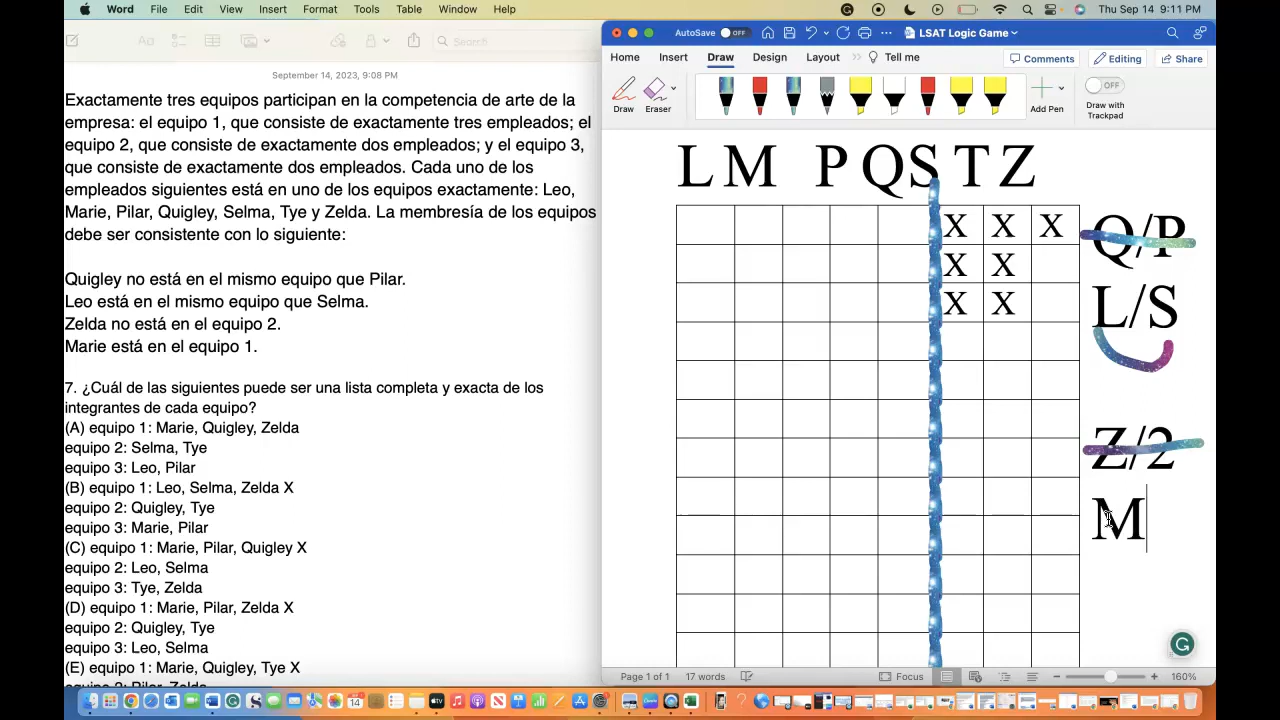 Word File Edit View Insert Format Tools Table Window Help Thu Sep 14 9:11 PM
Search
September 14, 2023, 9:08 PM
Exactamente tres equipos participan en la competencia de arte de la
empresa: el equipo 1, que consiste de exactamente tres empleados; el
equipo 2, que consiste de exactamente dos empleados; y el equipo 3,
que consiste de exactamente dos empleados. Cada uno de los
empleados siguientes está en uno de los equipos exactamente: Leo,
Marie, Pilar, Quigley, Selma, Tye y Zelda. La membresía de los equipos
debe ser consistente con lo siguiente:
Quigley no está en el mismo equipo que Pilar.
Leo está en el mismo equipo que Selma.
Zelda no está en el equipo 2.
Marie está en el equipo 1.
7. ¿Cuál de las siguientes puede ser una lista completa y exacta de los
integrantes de cada equipo?
(A) equipo 1: Marie, Quigley, Zelda
equipo 2: Selma, Tye
equipo 3: Leo, Pilar
(B) equipo 1: Leo, Selma, Zelda X
equipo 2: Quigley, Tye
equipo 3: Marie, Pilar
(C) equipo 1: Marie, Pilar, Quigley X
equipo 2: Leo, Selma
equipo 3: Tye, Zelda
(D) equipo 1: Marie, Pilar, Zelda X
equipo 2: Quigley, Tye
equipo 3: Leo, Selma
(E) equipo 1: Marie, Quigley, Tye X
equipo 2: Pilar, Zelda
AutoSave OFF LSAT Logic Game
Home Insert Draw Design Layout Tell me Comments Editing Share
Draw Eraser Add Pen OFF Draw with
Trackpad
L M P Q S T Z
X X X Q/P
X X
X X L/S
Z/2
M
Page 1 of 1 17 words Focus 160%